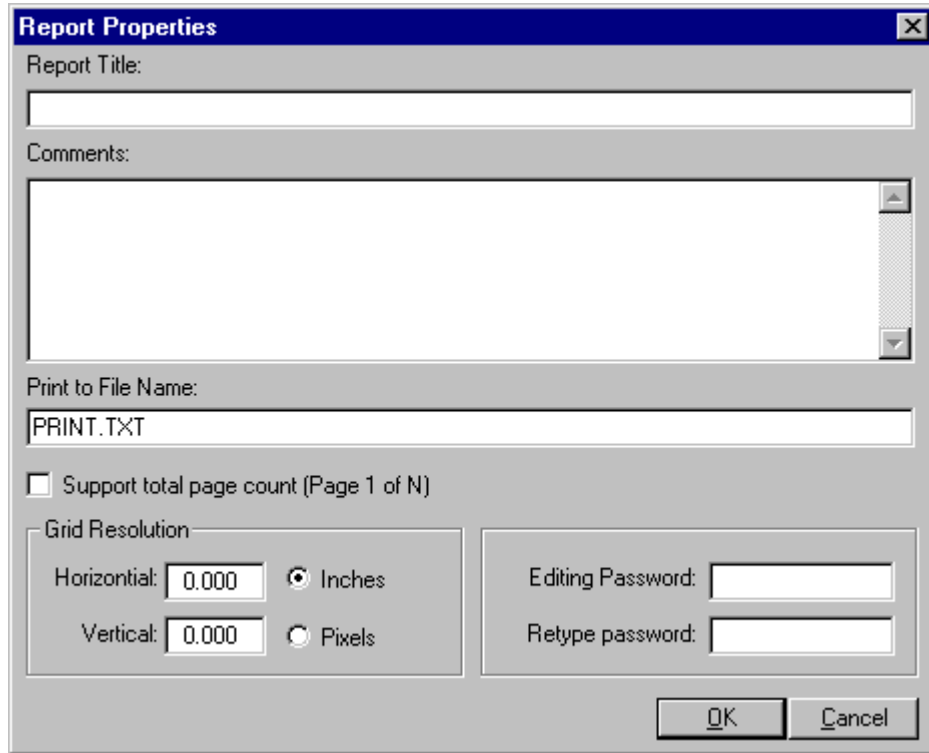 Report Properties
Report Title:
Comments:
Print to File Name:
PRINT.TXT
Support total page count (Page 1 of N)
Grid Resolution
Horizontial: 0.000 Inches
Vertical: 0.000 Pixels
Editing Password:
Retype password:
OK Cancel